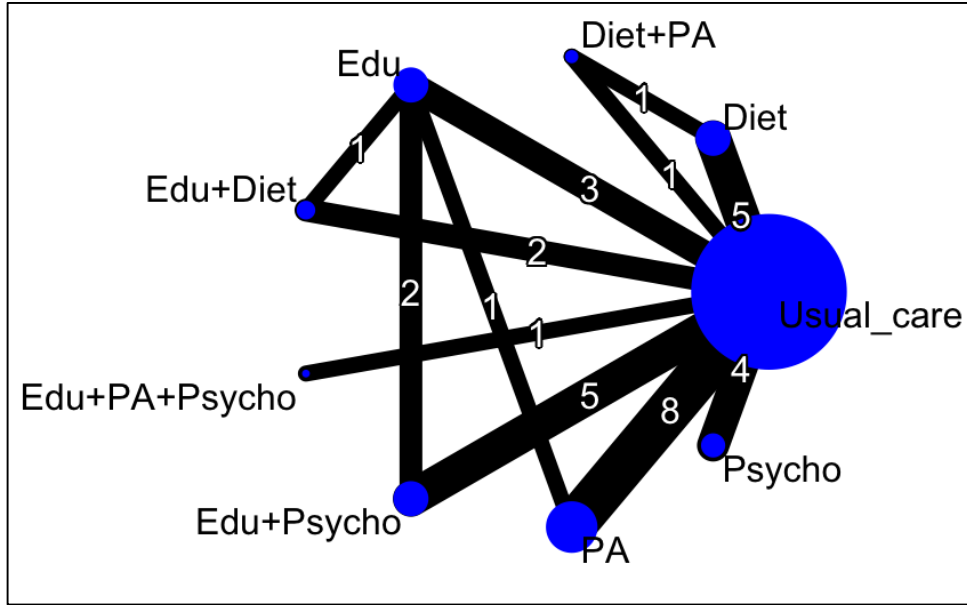 Diet+PA
Edu
1
Diet
1
1
Edu+Diet
3
5
2
2
1
Usual_care
1
4
Edu+PA+Psycho
5
8
Psycho
Edu+Psycho
PA